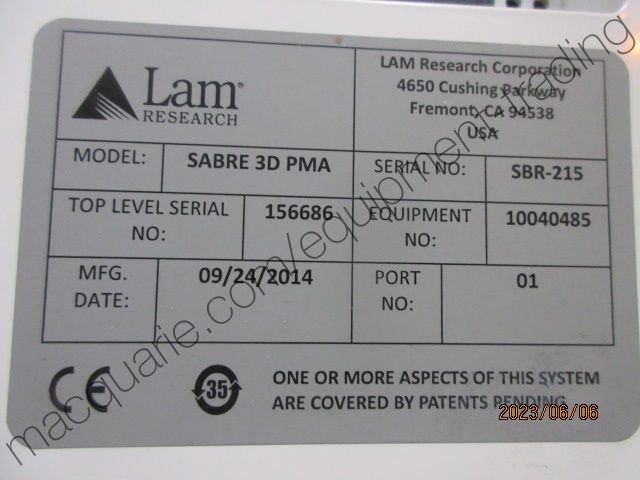 Lam®
RESEARCH
LAM Research Corporation
4650 Cushing Parkway
Fremont, CA 94538
USA
MODEL:
SABRE 3D PMA
SERIAL NO:
SBR-215
TOP LEVEL SERIAL
NO:
156686
EQUIPMENT
NO:
10040485
MFG.
DATE:
09/24/2014
PORT
NO:
01
CE
35
ONE OR MORE ASPECTS OF THIS SYSTEM
ARE COVERED BY PATENTS PENDING
2023/06/06
macquarie.com/equipment-trading